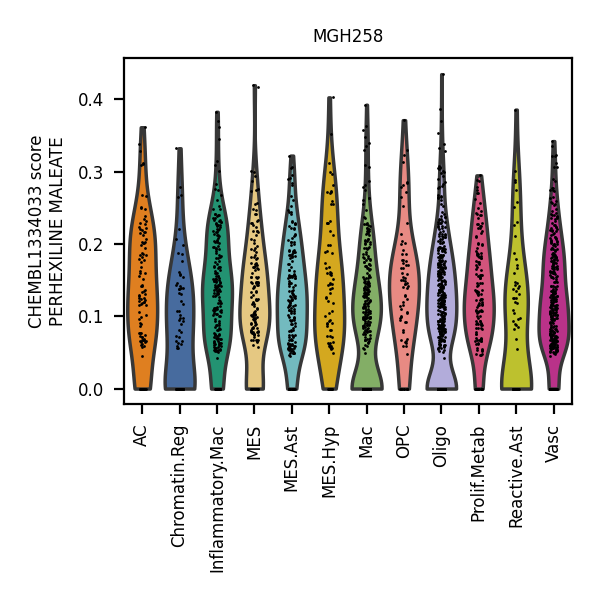 MGH258
CHEMBL1334033 score
PERHEXILINE MALEATE
0.4
0.3
0.2
0.1
0.0
AC
Chromatin.Reg
Inflammatory.Mac
MES
MES.Ast
MES.Hyp
Mac
OPC
Oligo
Prolif.Metab
Reactive.Ast
Vasc